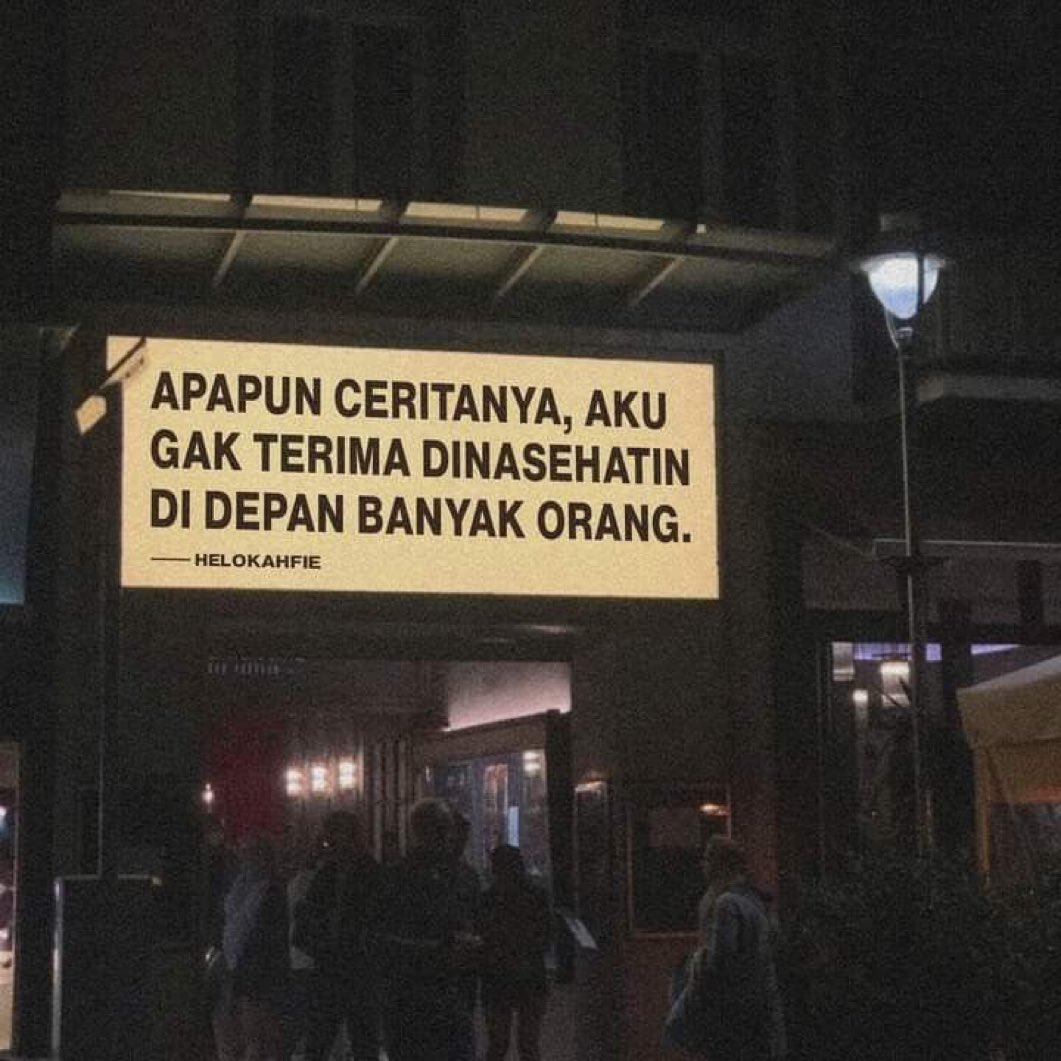 APAPUN CERITANYA, AKU
GAK TERIMA DINASEHATIN
DI DEPAN BANYAK ORANG.
—— HELOKAHFIE